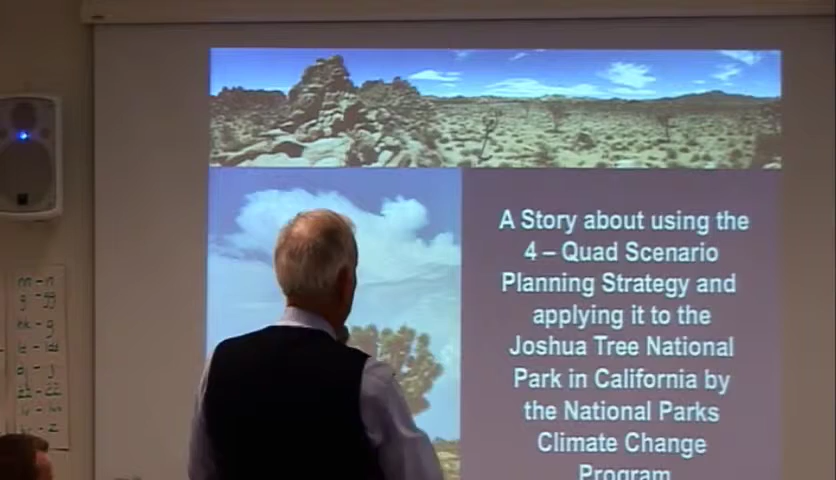 A Story about using the
4 – Quad Scenario
Planning Strategy and
applying it to the
Joshua Tree National
Park in California by
the National Parks
Climate Change
Program
m - n
g - gg